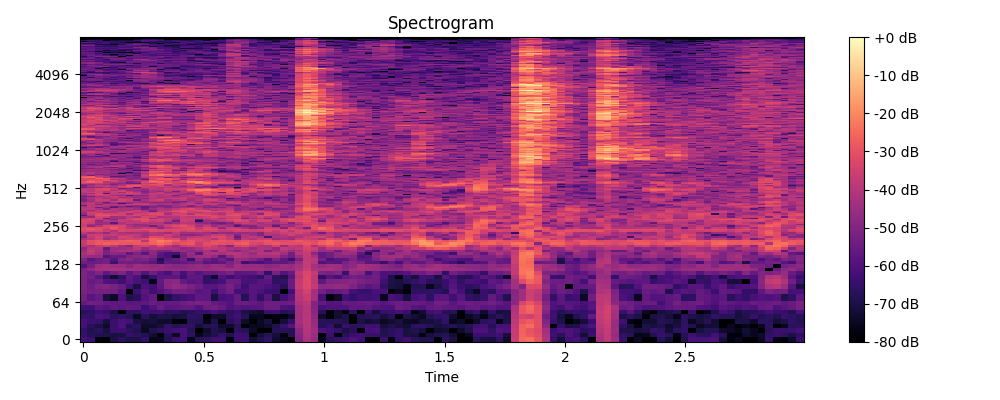 Spectrogram
Hz
4096
2048
1024
512
256
128
64
0
0
0.5
1
1.5
2
2.5
Time
+0 dB
-10 dB
-20 dB
-30 dB
-40 dB
-50 dB
-60 dB
-70 dB
-80 dB